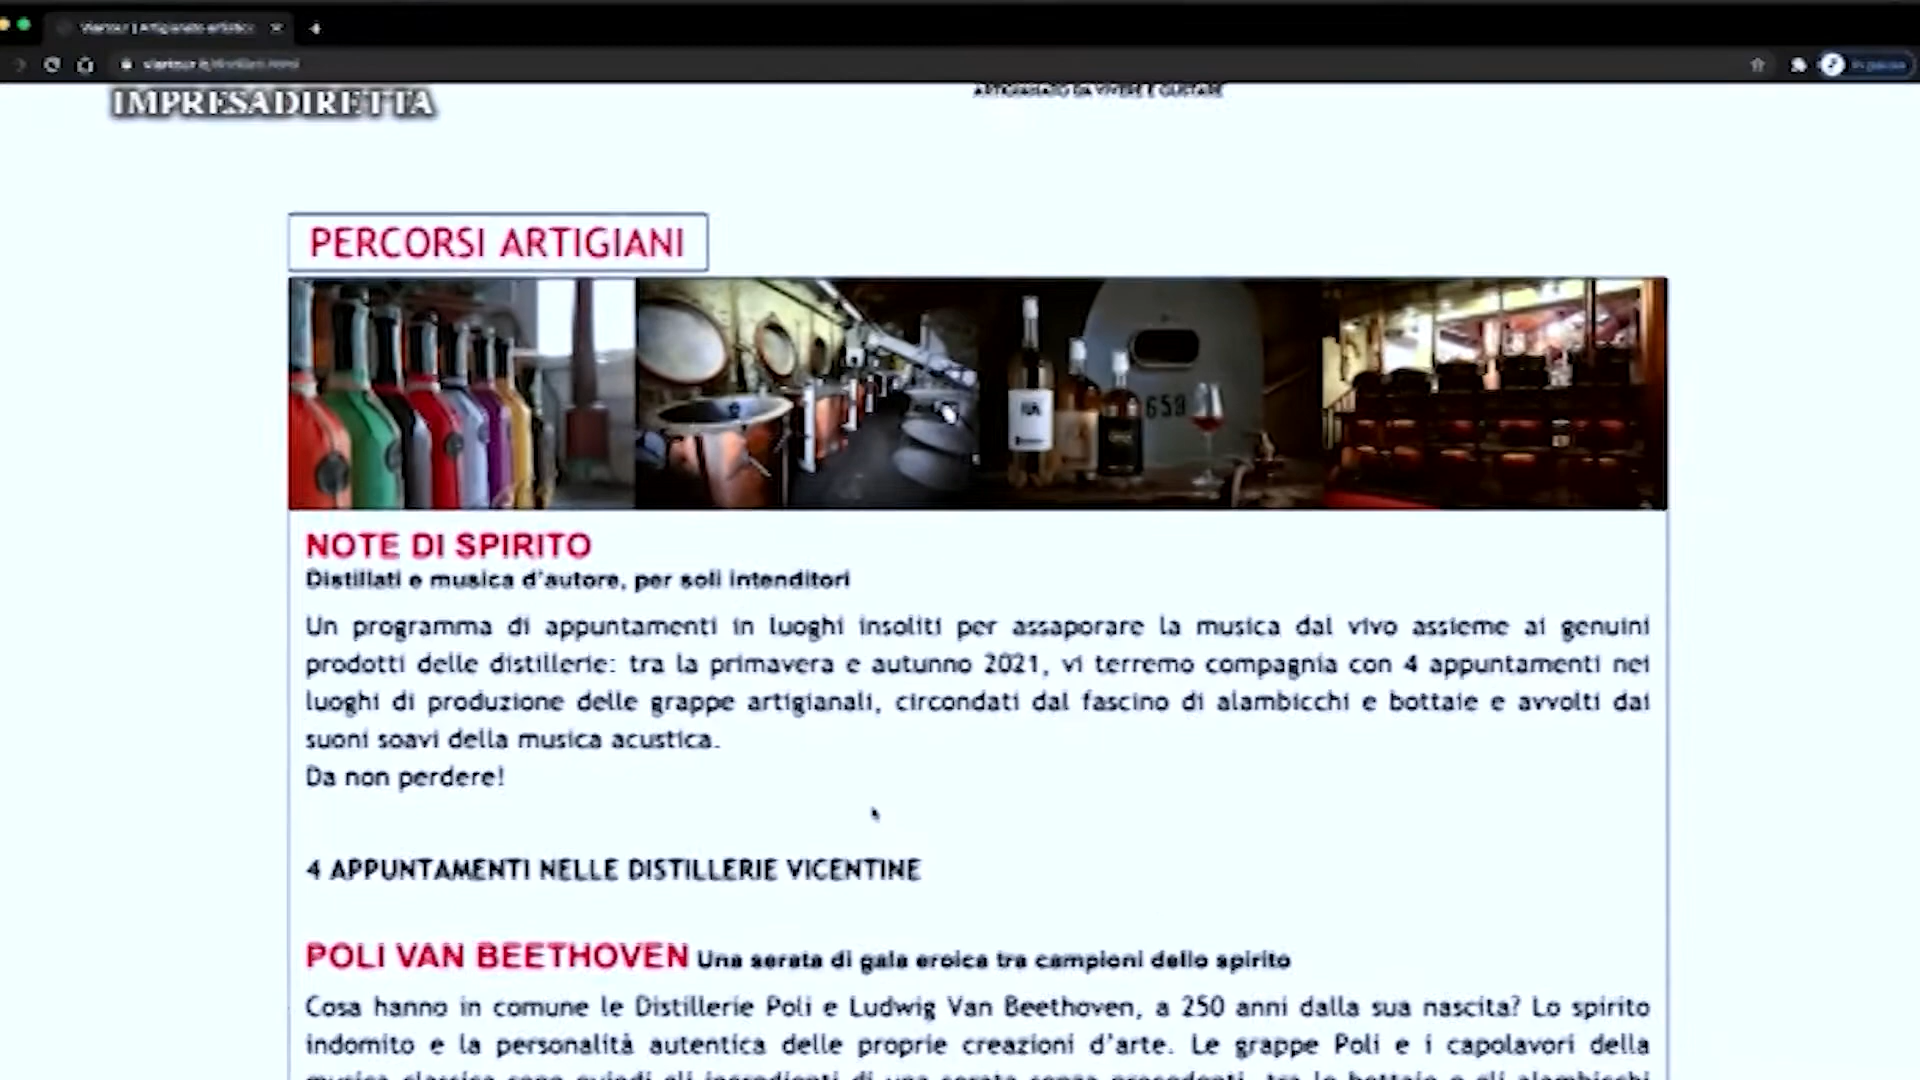 IMPRESADIRETTA
ARTIGIANATO DA VIVERE E GUSTARE
PERCORSI ARTIGIANI
659
NOTE DI SPIRITO
Distillati e musica d'autore, per soli intenditori
Un programma di appuntamenti in luoghi insoliti per assaporare la musica dal vivo assieme ai genuini
prodotti delle distillerie: tra la primavera e autunno 2021, vi terremo compagnia con 4 appuntamenti nei
luoghi di produzione delle grappe artigianali, circondati dal fascino di alambicchi e bottaie e avvolti dai
suoni soavi della musica acustica.
Da non perdere!
4 APPUNTAMENTI NELLE DISTILLERIE VICENTINE
POLI VAN BEETHOVEN Una serata di gala eroica tra campioni dello spirito
Cosa hanno in comune le Distillerie Poli e Ludwig Van Beethoven, a 250 anni dalla sua nascita? Lo spirito
indomito e la personalità autentica delle proprie creazioni d'arte. Le grappe Poli e i capolavori della